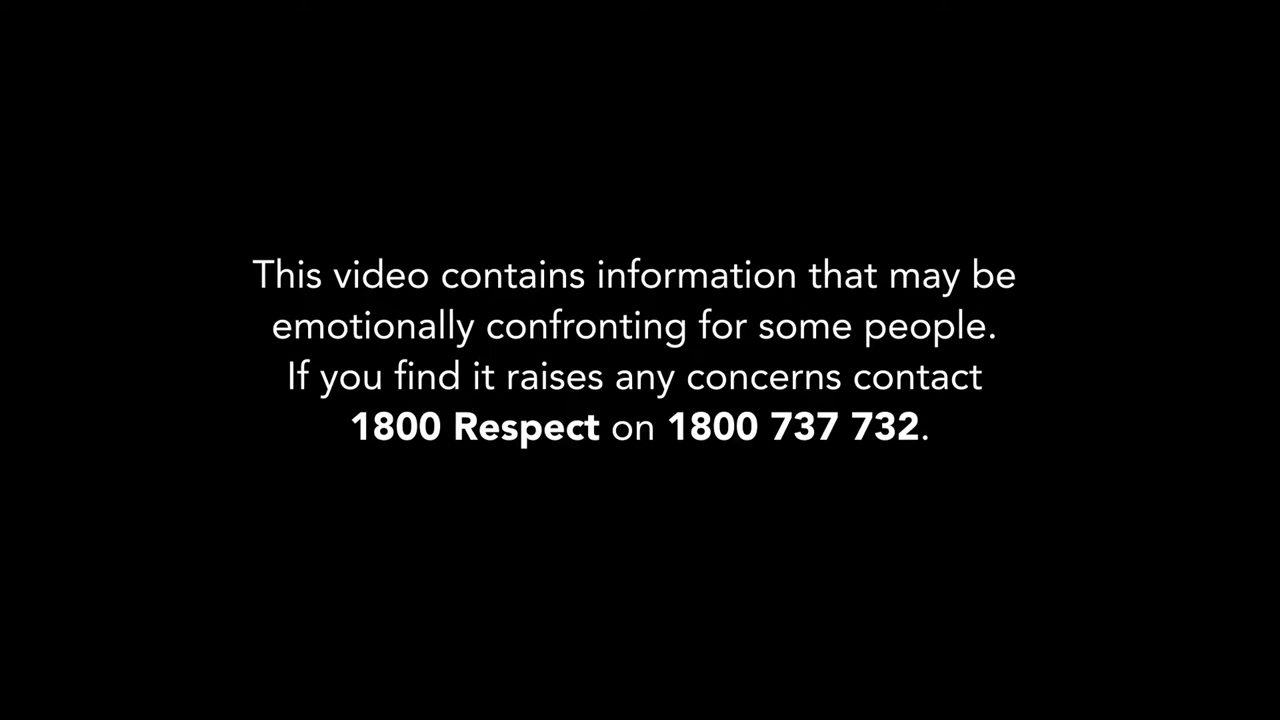 This video contains information that may be
emotionally confronting for some people.
If you find it raises any concerns contact
1800 Respect on 1800 737 732.